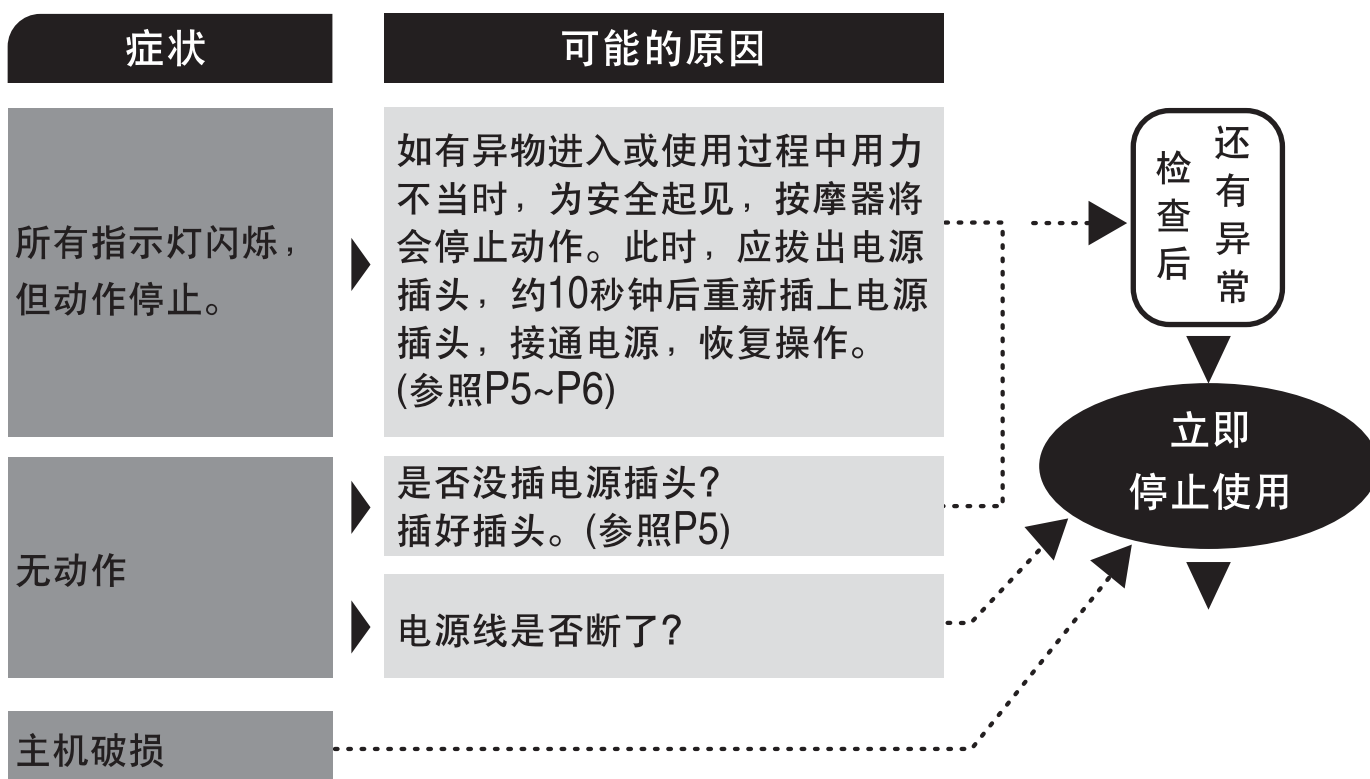 症状
可能的原因
所有指示灯闪烁，
但动作停止。
如有异物进入或使用过程中用力
不当时，为安全起见，按摩器将
会停止动作。此时，应拔出电源
插头，约10秒钟后重新插上电源
插头，接通电源，恢复操作。
(参照P5~P6)
无动作
是否没插电源插头？
插好插头。(参照P5)
电源线是否断了？
主机破损
检查后
还有异常
立即
停止使用